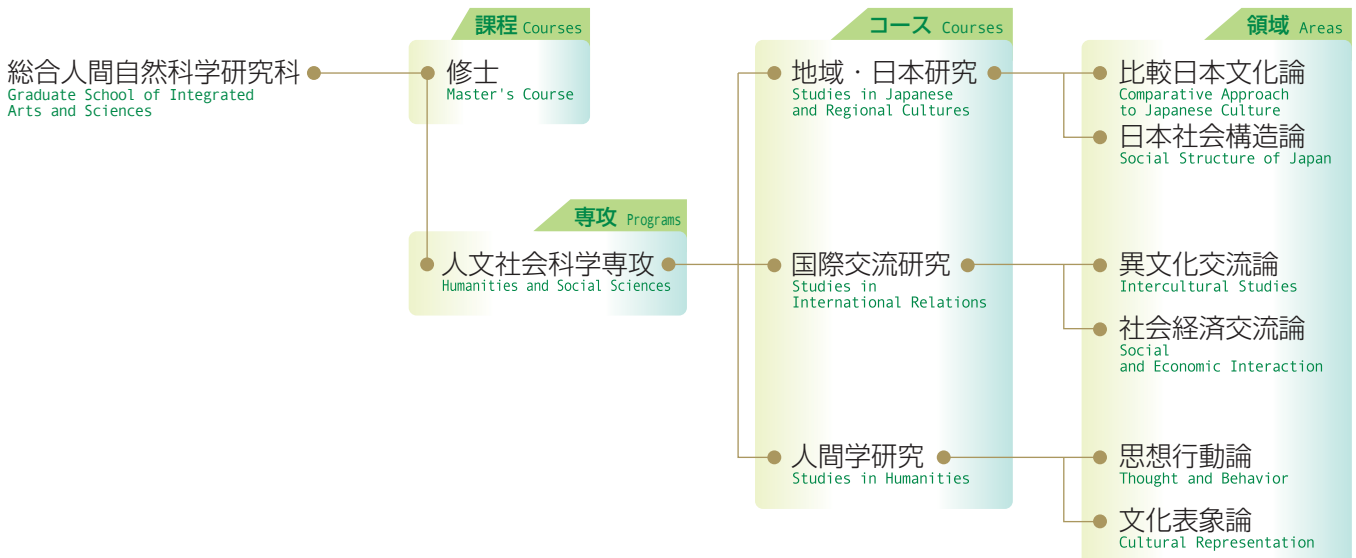 課程 Courses
コース Courses
領域 Areas
総合人間自然科学研究科
Graduate School of Integrated
Arts and Sciences
修士
Master's Course
地域・日本研究
Studies in Japanese
and Regional Cultures
比較日本文化論
Comparative Approach
to Japanese Culture
日本社会構造論
Social Structure of Japan
専攻 Programs
人文社会科学専攻
Humanities and Social Sciences
国際交流研究
Studies in
International Relations
異文化交流論
Intercultural Studies
社会経済交流論
Social
and Economic Interaction
人間学研究
Studies in Humanities
思想行動論
Thought and Behavior
文化表象論
Cultural Representation